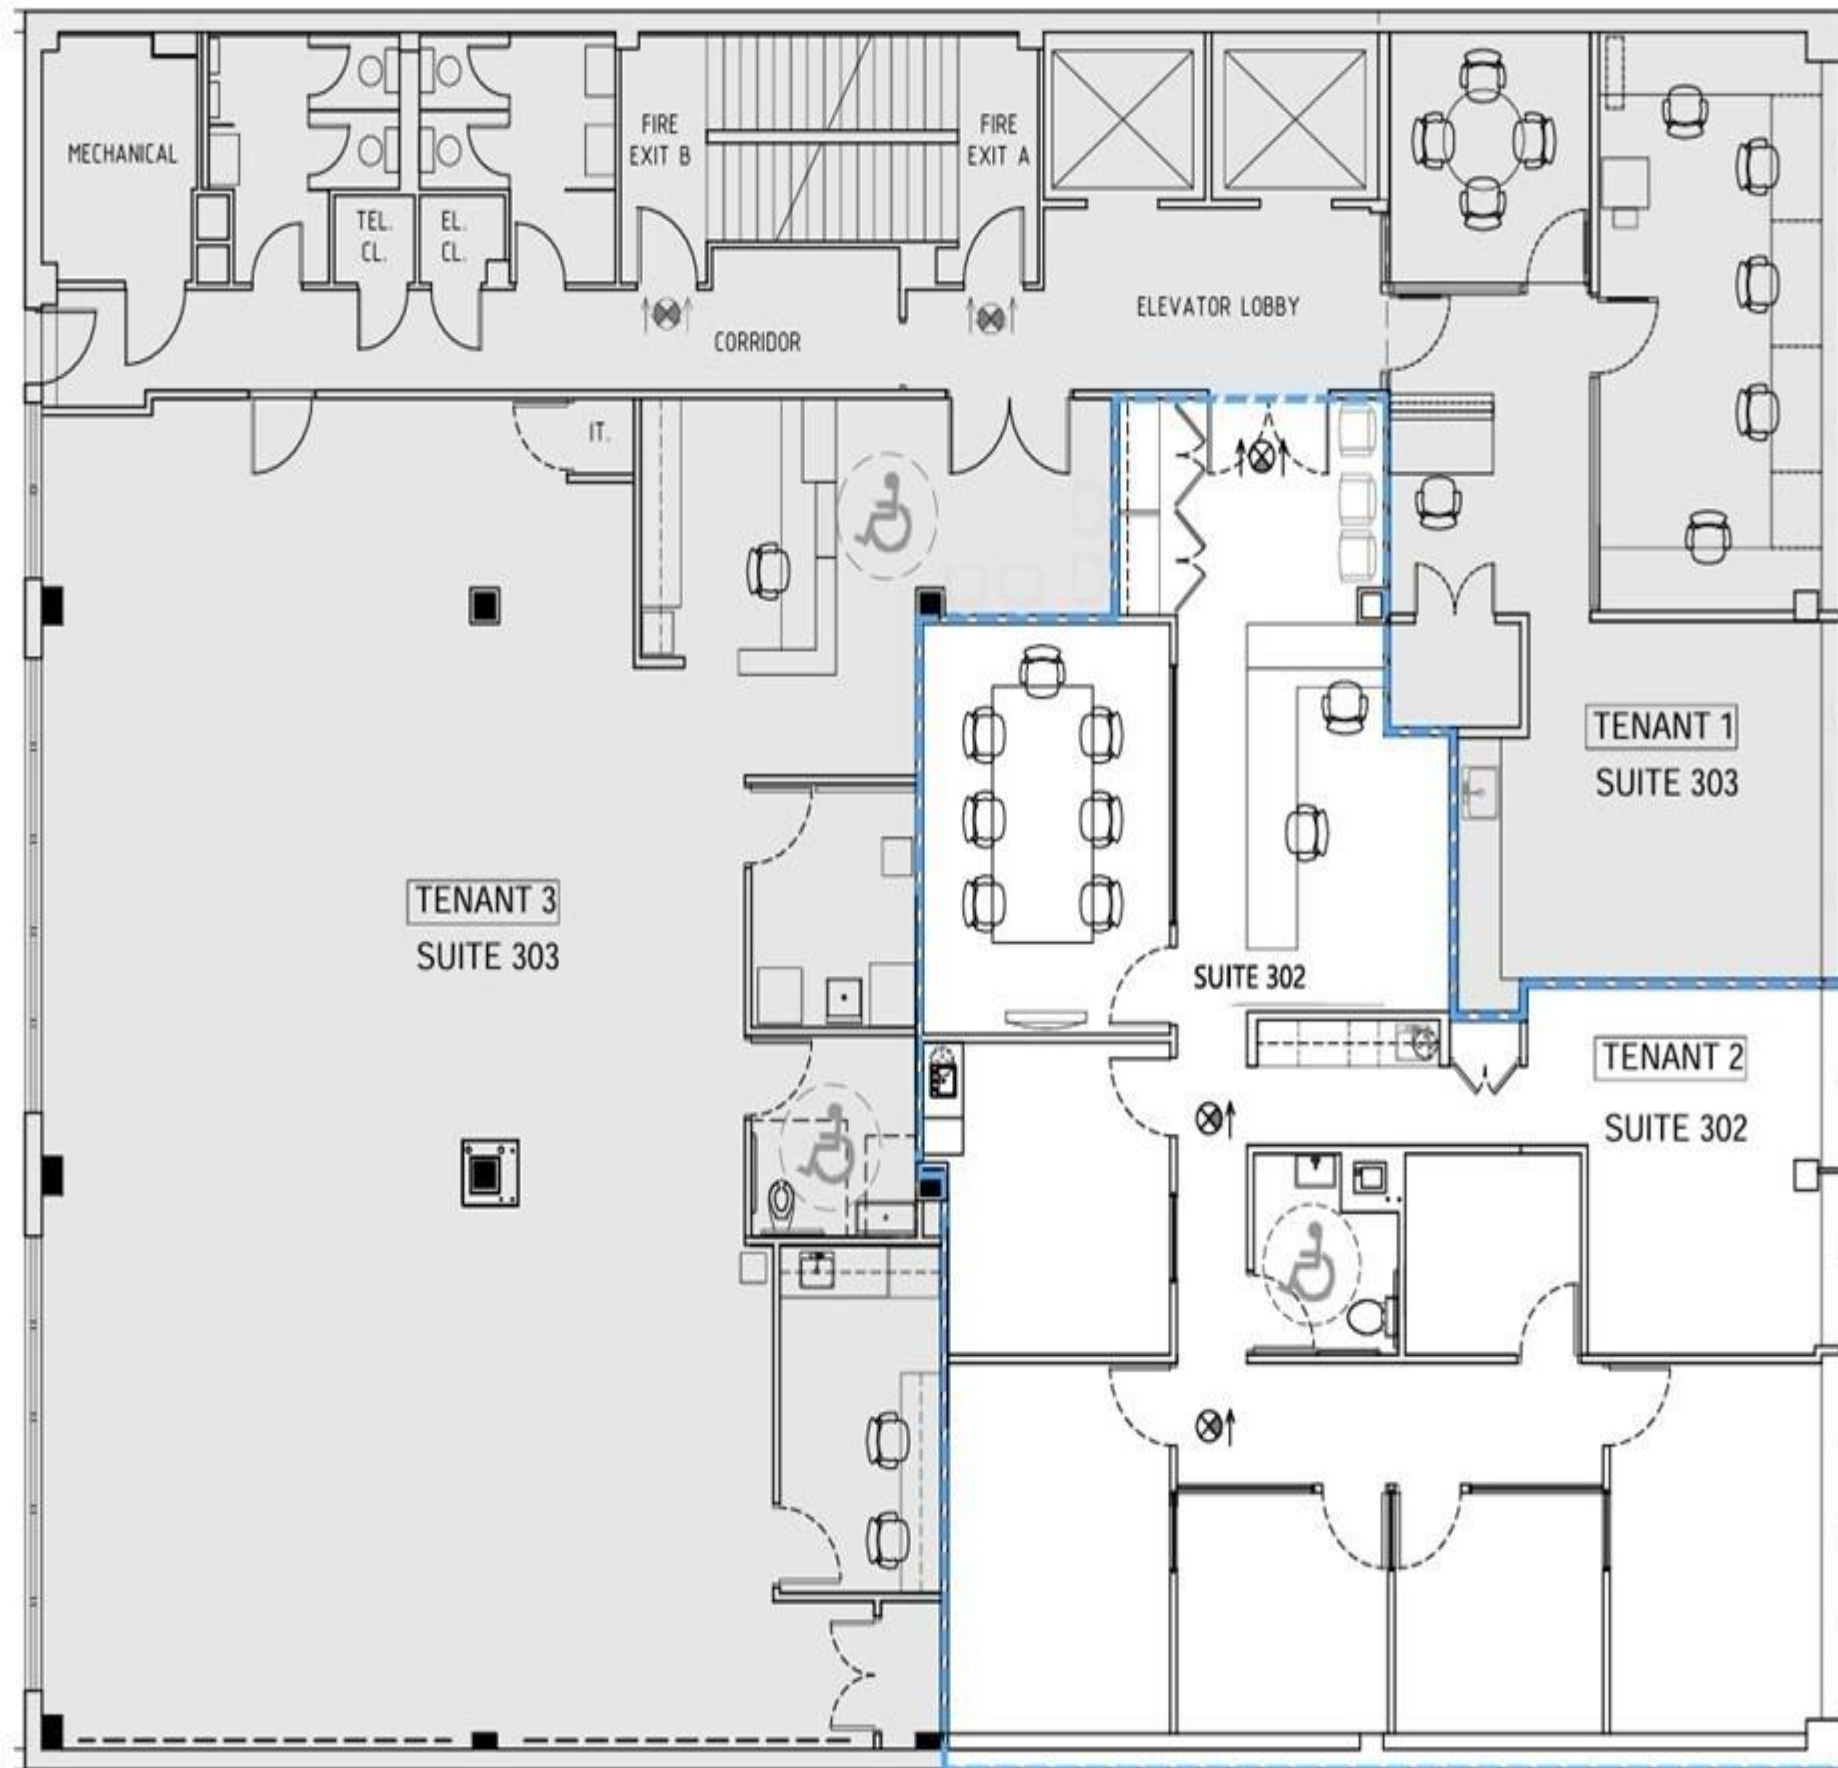 MECHANICAL
TEL.
CL.
EL.
CL.
FIRE
EXIT B
FIRE
EXIT A
ELEVATOR LOBBY
CORRIDOR
IT.
TENANT 1
SUITE 303
TENANT 3
SUITE 303
SUITE 302
TENANT 2
SUITE 302